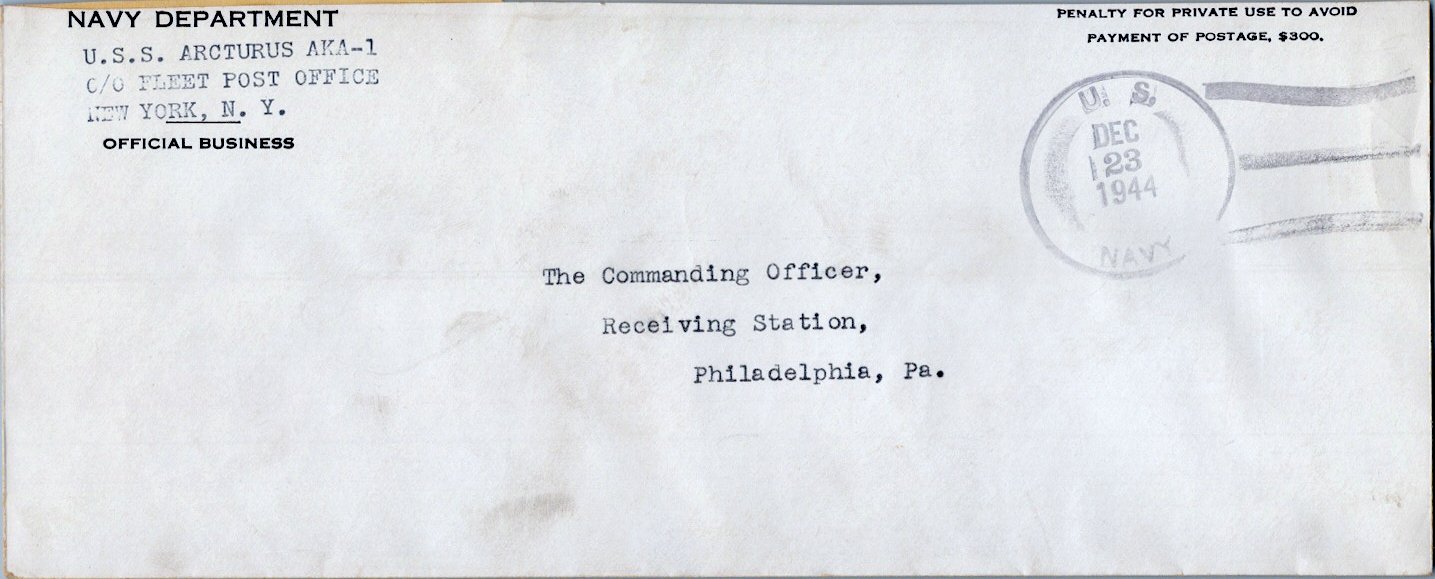 NAVY DEPARTMENT
U.S.S. ARCTURUS AKA-1
C/O FLEET POST OFFICE
NEW YORK, N. Y.
OFFICIAL BUSINESS
PENALTY FOR PRIVATE USE TO AVOID
PAYMENT OF POSTAGE, $300.
U. S.
DEC
23
1944
NAVY
The Commanding Officer,
Receiving Station,
Philadelphia, Pa.